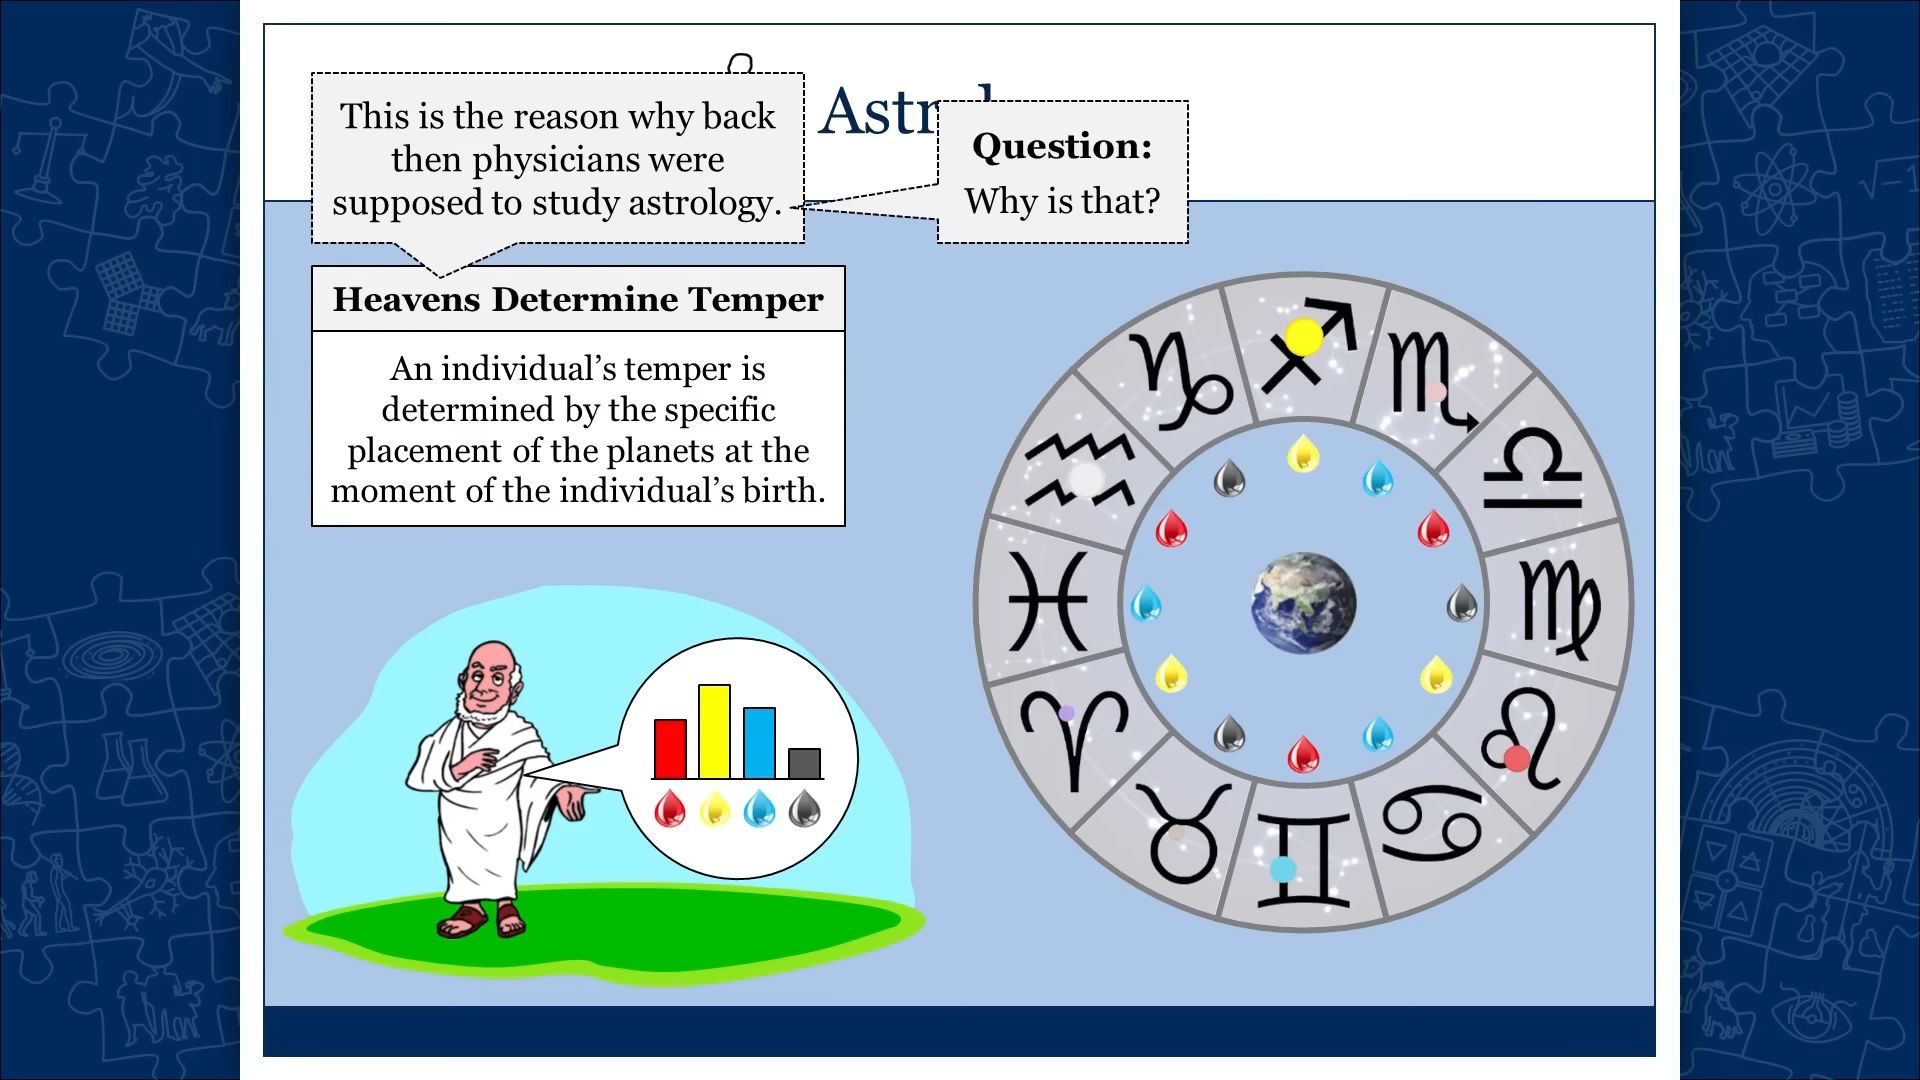 This is the reason why back
then physicians were
supposed to study astrology.
Question:
Why is that?
Heavens Determine Temper
An individual’s temper is
determined by the specific
placement of the planets at the
moment of the individual’s birth.